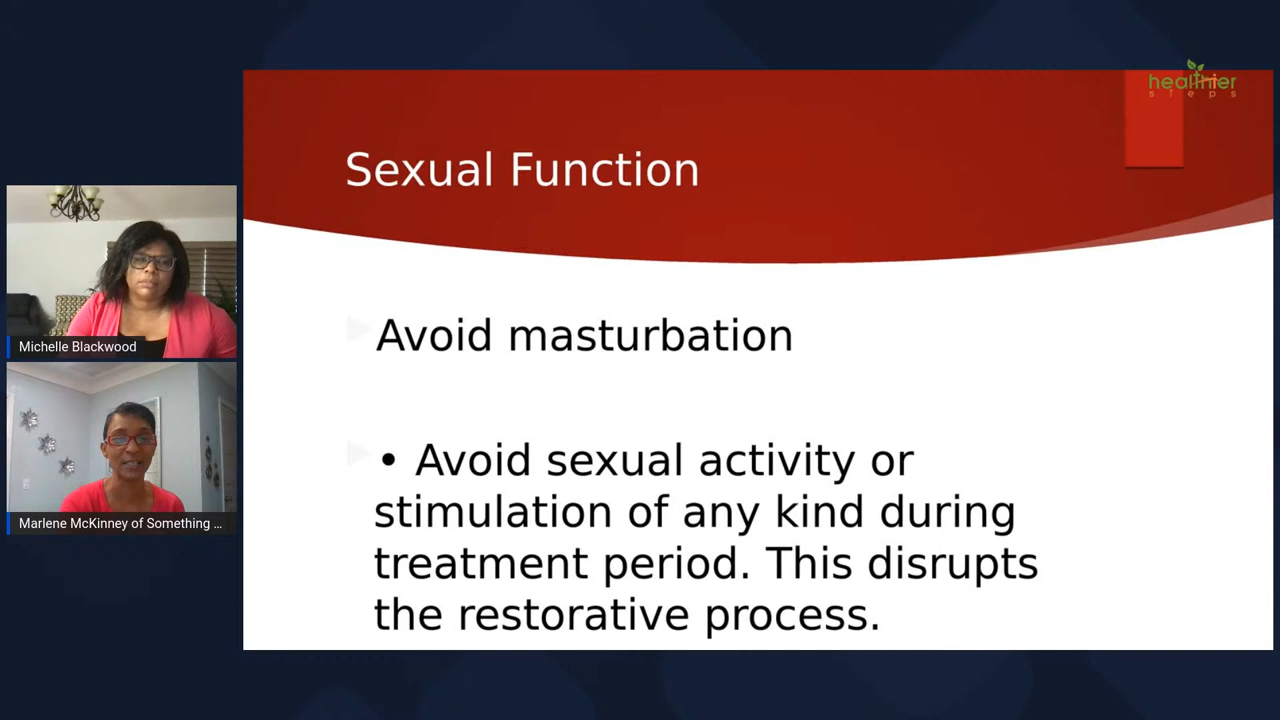 healthier
steps
Sexual Function
Michelle Blackwood
Marlene McKinney of Something ...
Avoid masturbation
• Avoid sexual activity or
stimulation of any kind during
treatment period. This disrupts
the restorative process.